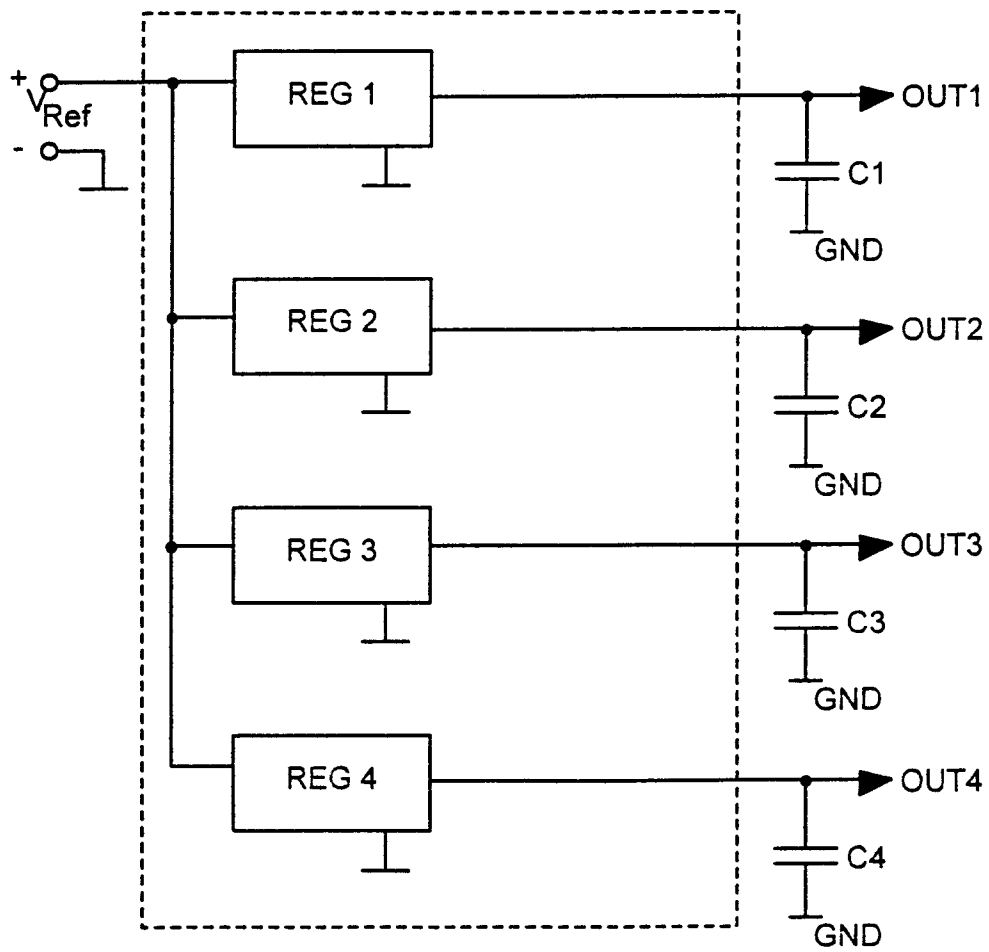 +
V
Ref
-
REG 1
OUT1
C1
GND
REG 2
OUT2
C2
GND
REG 3
OUT3
C3
GND
REG 4
OUT4
C4
GND